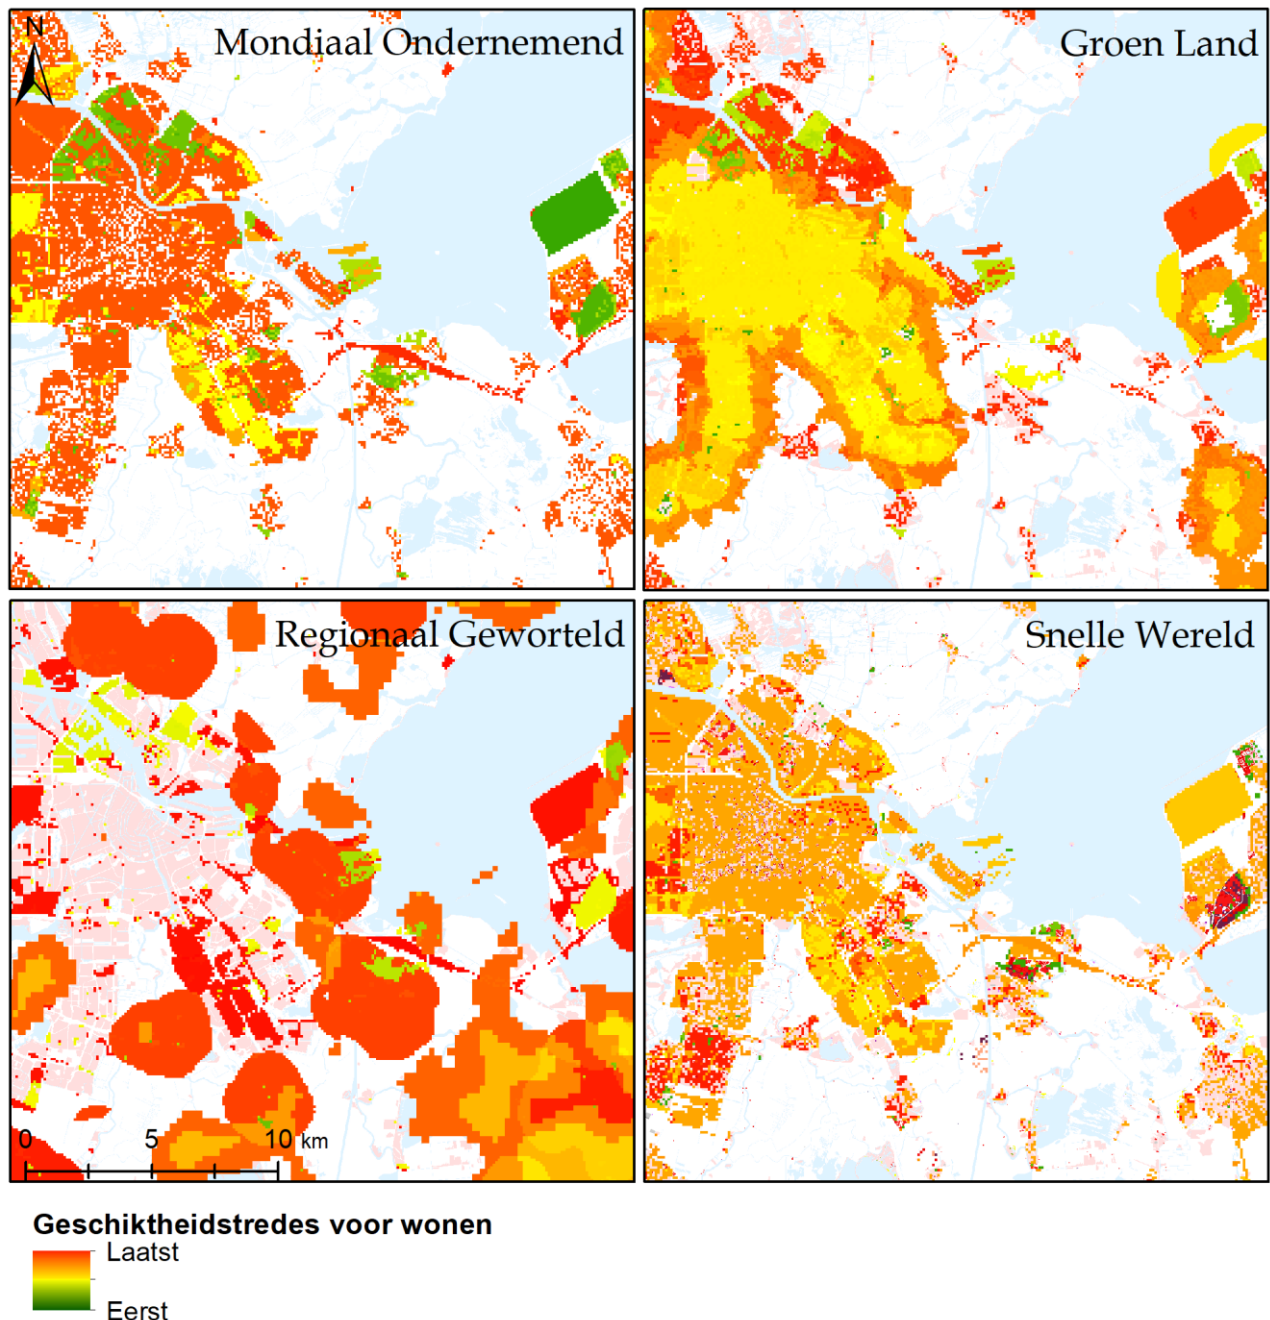 N
Mondiaal Ondernemend
Groen Land
Regionaal Geworteld
Snelle Wereld
0 5 10 km
Geschiktheidstredes voor wonen
Laatst
Eerst